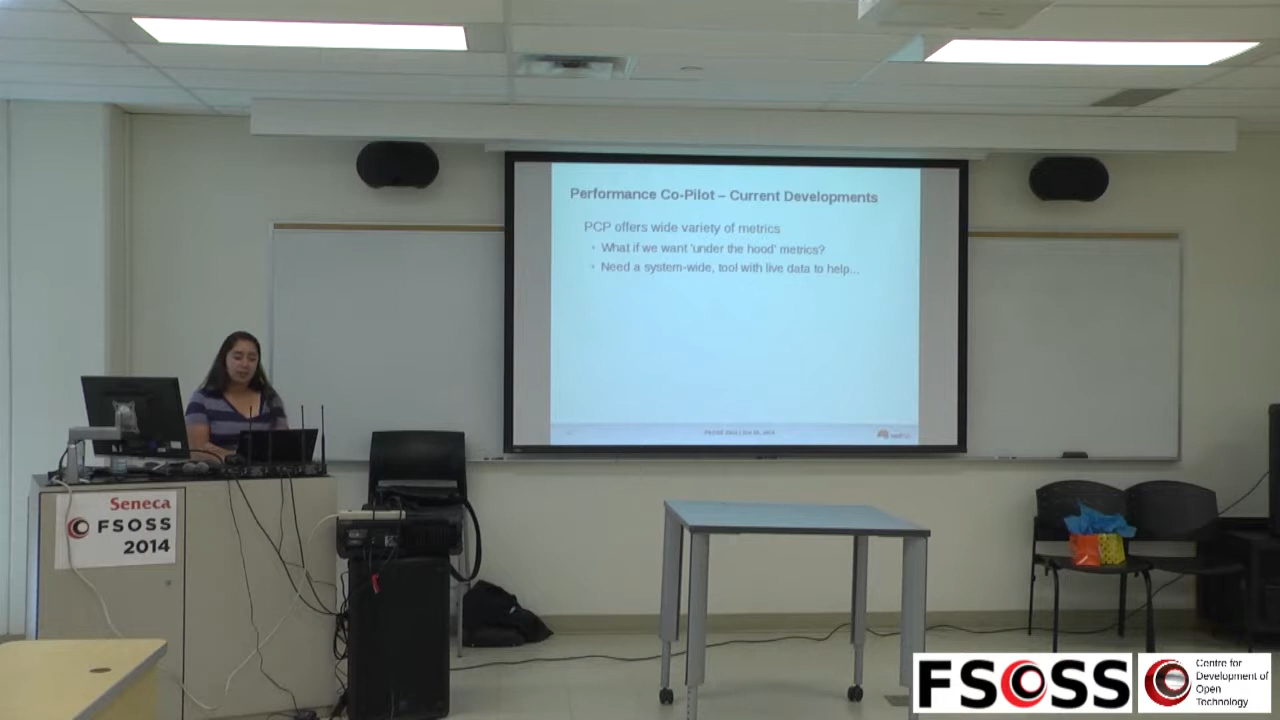 Performance Co-Pilot – Current Developments
PCP offers wide variety of metrics
• What if we want 'under the hood' metrics?
• Need a system-wide, tool with live data to help...
Seneca
FSOSS
2014
FSOSS
Centre for
Development of
Open
Technology